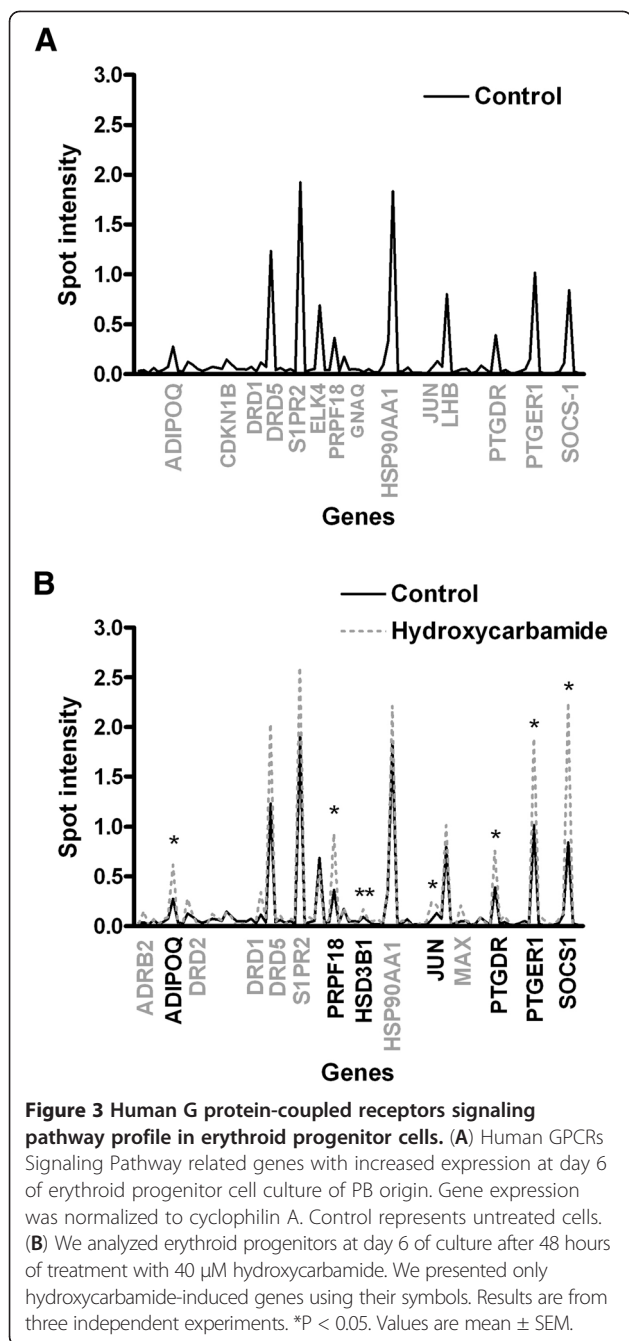 A
3.0
2.5
2.0
1.5
1.0
0.5
0.0
Spot intensity
Control
ADIPOQ
CDKN1B
DRD1
DRD5
S1PR2
ELK4
PRPF18
GNAQ
HSP90AA1
JUN
LHB
PTGDR
PTGER1
SOCS-1
Genes
B
Control
Hydroxycarbamide
3.0
2.5
2.0
1.5
1.0
0.5
0.0
Spot intensity
*
*
**
*
*
*
*
ADRB2
ADIPOQ
DRD2
DRD1
DRD5
S1PR2
PRPF18
HSD3B1
HSP90AA1
JUN
MAX
PTGDR
PTGER1
SOCS1
Genes
Figure 3 Human G protein-coupled receptors signaling
pathway profile in erythroid progenitor cells. (A) Human GPCRs
Signaling Pathway related genes with increased expression at day 6
of erythroid progenitor cell culture of PB origin. Gene expression
was normalized to cyclophilin A. Control represents untreated cells.
(B) We analyzed erythroid progenitors at day 6 of culture after 48 hours
of treatment with 40 μM hydroxycarbamide. We presented only
hydroxycarbamide-induced genes using their symbols. Results are from
three independent experiments. *P < 0.05. Values are mean ± SEM.